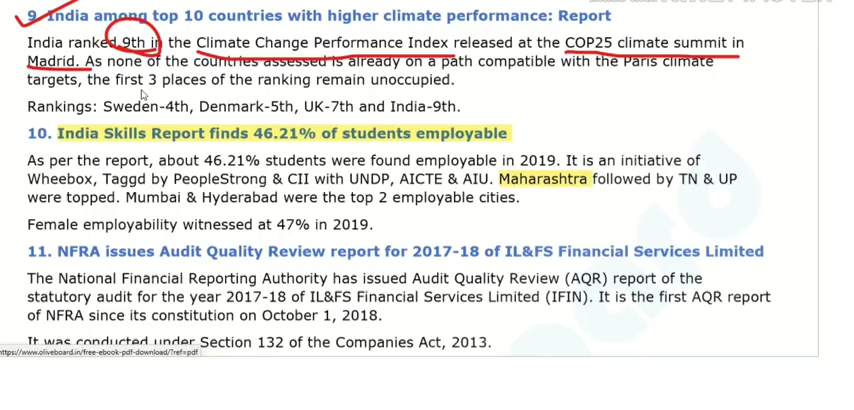 9. India among top 10 countries with higher climate performance: Report
India ranked 9th in the Climate Change Performance Index released at the COP25 climate summit in
Madrid. As none of the countries assessed is already on a path compatible with the Paris climate
targets, the first 3 places of the ranking remain unoccupied.
Rankings: Sweden-4th, Denmark-5th, UK-7th and India-9th.
10. India Skills Report finds 46.21% of students employable
As per the report, about 46.21% students were found employable in 2019. It is an initiative of
Wheebox, Taggd by PeopleStrong & CII with UNDP, AICTE & AIU. Maharashtra followed by TN & UP
were topped. Mumbai & Hyderabad were the top 2 employable cities.
Female employability witnessed at 47% in 2019.
11. NFRA issues Audit Quality Review report for 2017-18 of IL&FS Financial Services Limited
The National Financial Reporting Authority has issued Audit Quality Review (AQR) report of the
statutory audit for the year 2017-18 of IL&FS Financial Services Limited (IFIN). It is the first AQR report
of NFRA since its constitution on October 1, 2018.
It was conducted under Section 132 of the Companies Act, 2013.
https://www.oliveboard.in/free-ebook-pdf-download/?ref=pdf